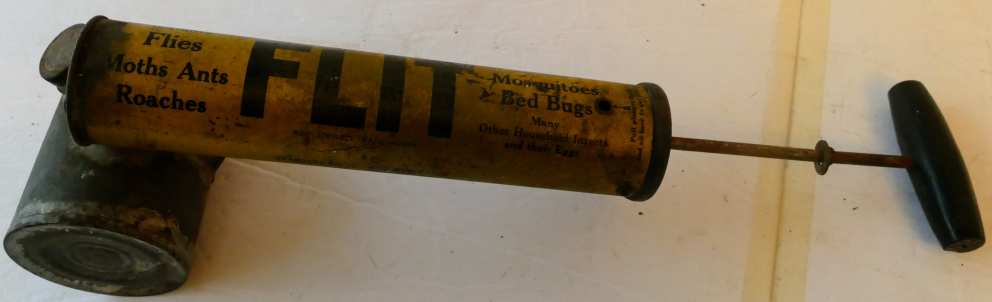 Flies
Moths Ants
Roaches
FLIT
Mosquitoes
Bed Bugs
Many
Other Household Insects
and their Eggs